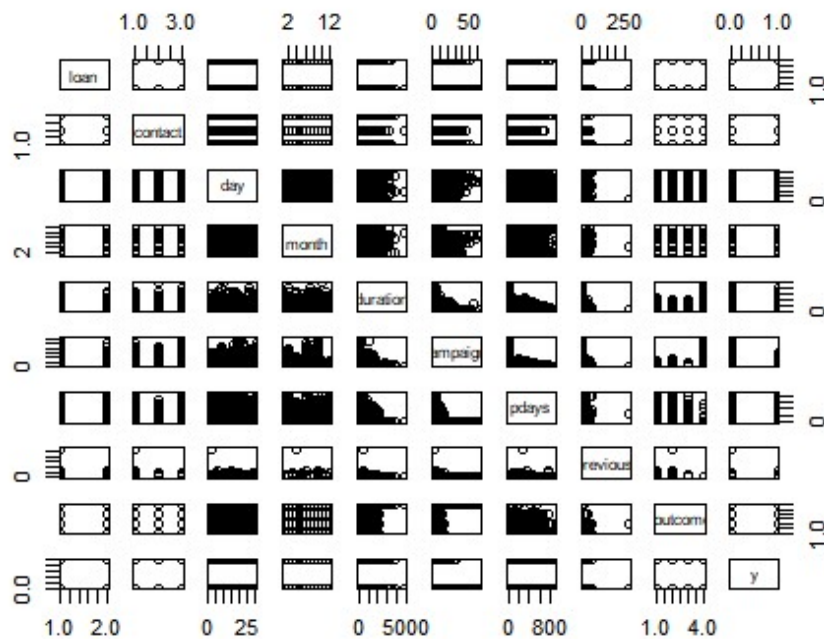 1.0 3.0 2 12 0 50 0 250 0.0 1.0
loan 1.0
1.0 contact
day 0
2 month
duration 0
0 ampaign
pdays 0
0 revious
outcome 1.0
0.0 y
1.0 2.0 0 25 0 5000 0 800 1.0 4.0